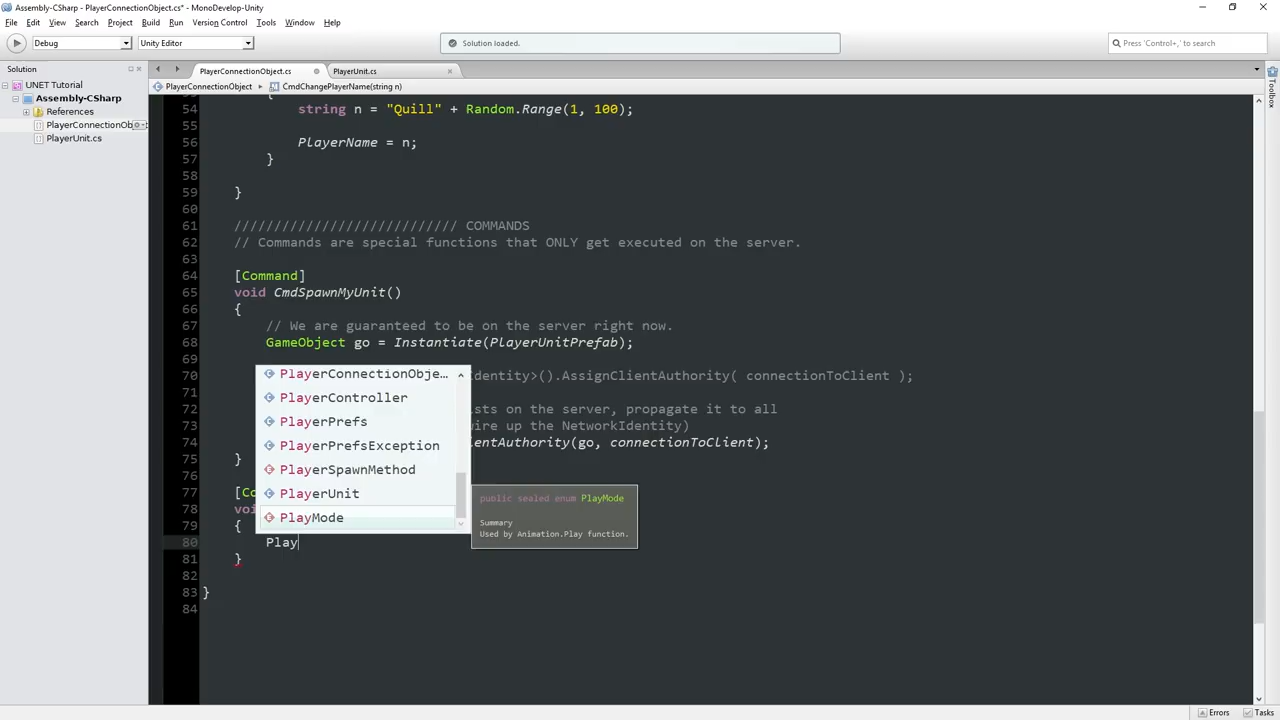 Assembly-CSharp - PlayerConnectionObject.cs* - MonoDevelop-Unity
File Edit View Search Project Build Run Version Control Tools Window Help
Debug Unity Editor Solution loaded. Press 'Control+,' to search
Solution
UNET Tutorial
Assembly-CSharp
References
PlayerConnectionOb
PlayerUnit.cs
PlayerConnectionObject.cs PlayerUnit.cs
PlayerConnectionObject CmdChangePlayerName(string n)
{
54 string n = "Quill" + Random.Range(1, 100);
55
56 PlayerName = n;
57 }
58
59 }
60
61 //////////////////////////// COMMANDS
62 // Commands are special functions that ONLY get executed on the server.
63
64 [Command]
65 void CmdSpawnMyUnit()
66 {
67 // We are guaranteed to be on the server right now.
68 GameObject go = Instantiate(PlayerUnitPrefab);
69
70 dentity>().AssignClientAuthority( connectionToClient );
71
72 sts on the server, propagate it to all
73 wire up the NetworkIdentity)
74 entAuthority(go, connectionToClient);
75 }
76
77 [Co
78 voi
79 {
80 Play
81 }
82
83 }
84
PlayerConnectionObje...
PlayerController
PlayerPrefs
PlayerPrefsException
PlayerSpawnMethod
PlayerUnit
PlayMode
public sealed enum PlayMode
Summary
Used by Animation.Play function.
Toolbox
Errors Tasks